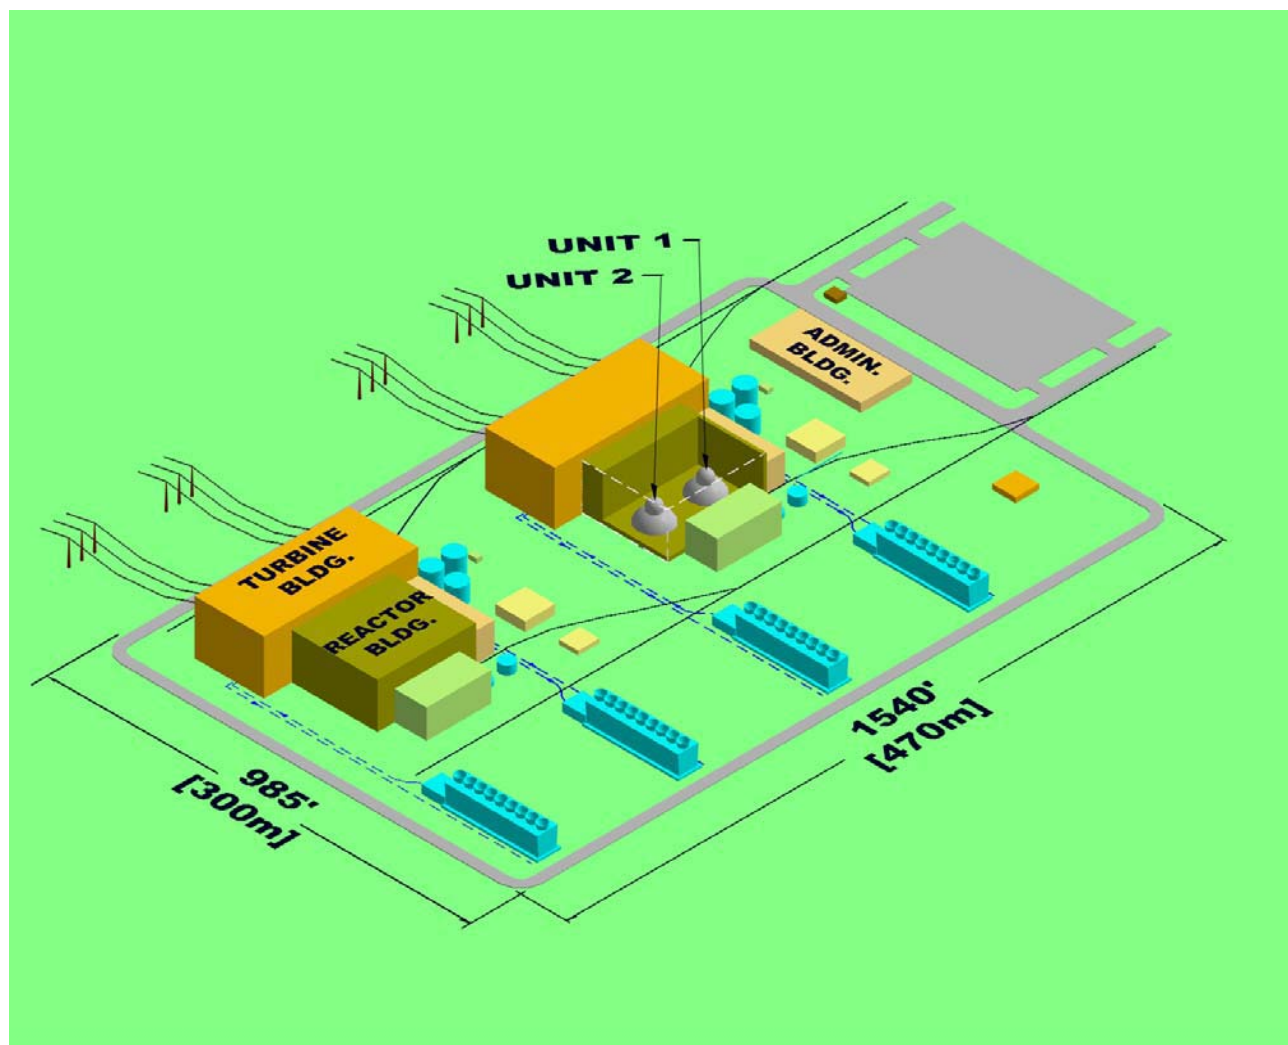 UNIT 1
UNIT 2
ADMIN.
BLDG.
TURBINE
BLDG.
REACTOR
BLDG.
1540'
[470m]
985'
[300m]